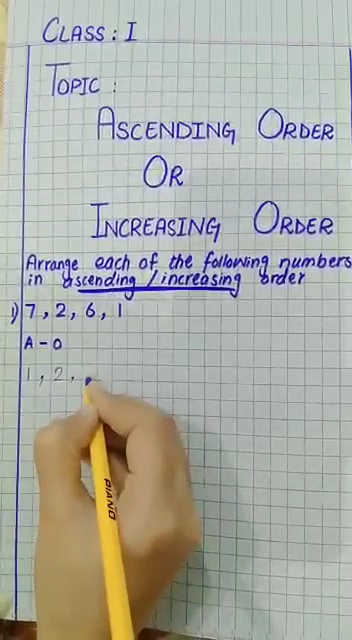 CLASS : I
TOPIC :
ASCENDING ORDER
OR
INCREASING ORDER
Arrange each of the following numbers
in ascending / increasing order
1) 7, 2, 6, 1
A - O
1, 2,
PIANO